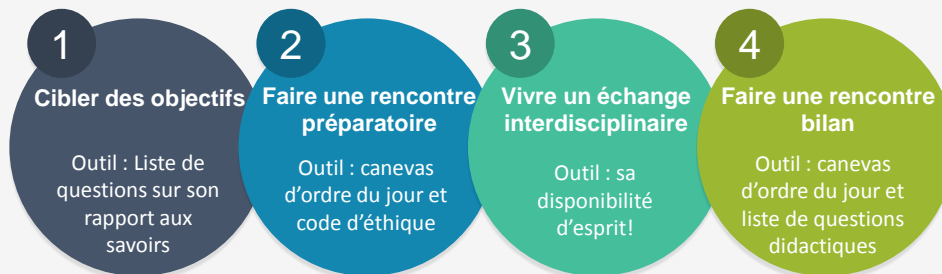 1
Cibler des objectifs
Outil : Liste de
questions sur son
rapport aux
savoirs
2
Faire une rencontre
préparatoire
Outil : canevas
d'ordre du jour et
code d'éthique
3
Vivre un échange
interdisciplinaire
Outil : sa
disponibilité
d'esprit!
4
Faire une rencontre
bilan
Outil : canevas
d'ordre du jour et
liste de questions
didactiques